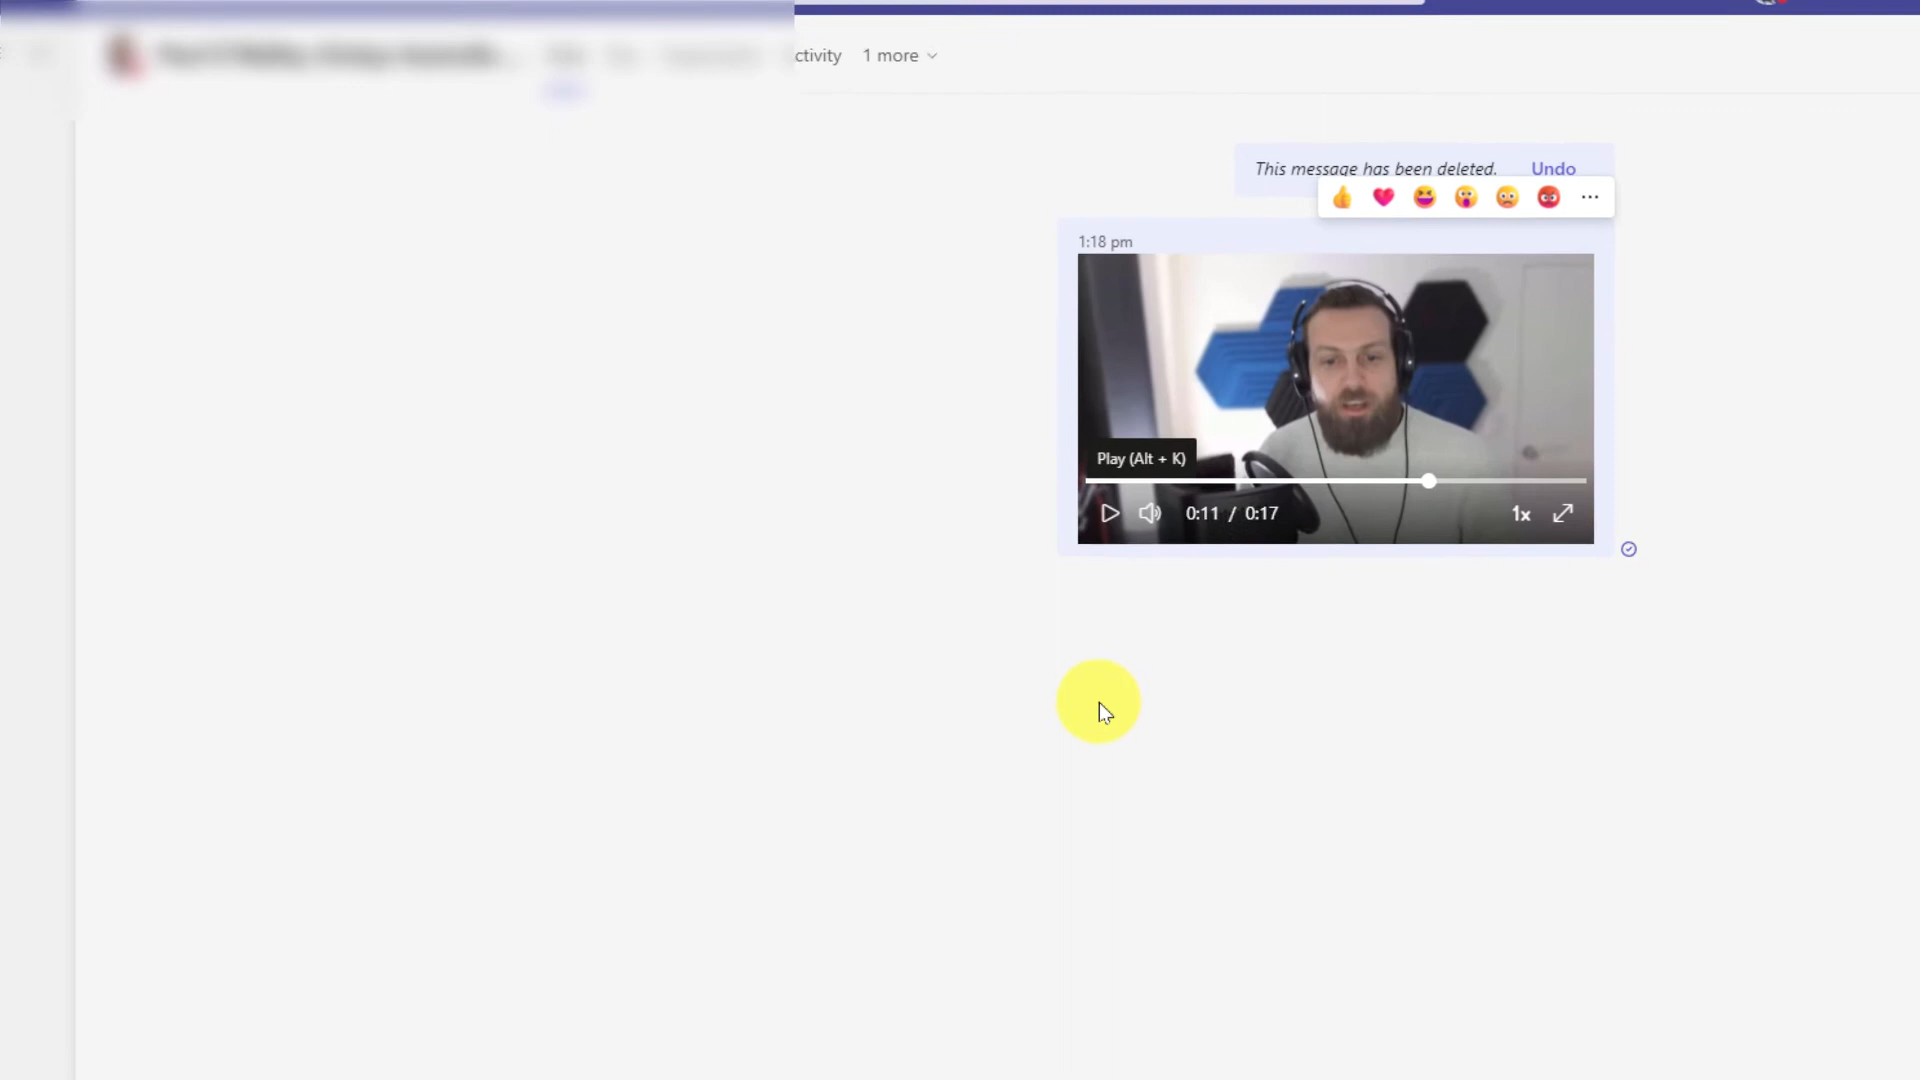 ctivity 1 more
This message has been deleted. Undo
1:18 pm
Play (Alt + K)
0:11 / 0:17 1x